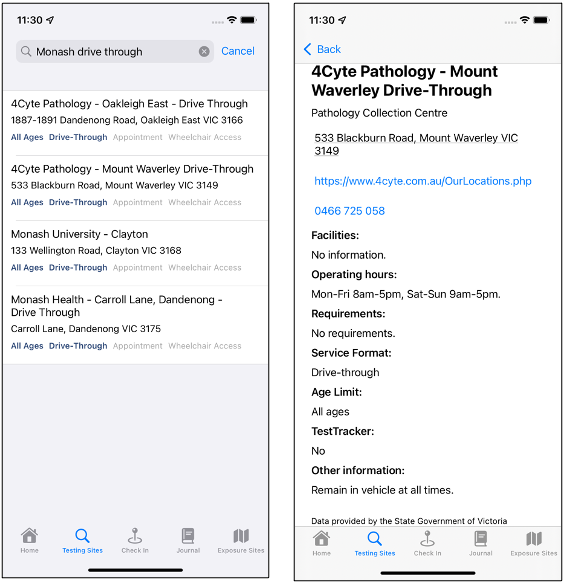 11:30
Monash drive through
Cancel
4Cyte Pathology - Oakleigh East - Drive Through
1887-1891 Dandenong Road, Oakleigh East VIC 3166
All Ages Drive-Through Appointment Wheelchair Access
4Cyte Pathology - Mount Waverley Drive-Through
533 Blackburn Road, Mount Waverley VIC 3149
All Ages Drive-Through Appointment Wheelchair Access
Monash University - Clayton
133 Wellington Road, Clayton VIC 3168
All Ages Drive-Through Appointment Wheelchair Access
Monash Health - Carroll Lane, Dandenong -
Drive Through
Carroll Lane, Dandenong VIC 3175
All Ages Drive-Through Appointment Wheelchair Access
Home Testing Sites Check In Journal Exposure Sites
11:30
Back
4Cyte Pathology - Mount
Waverley Drive-Through
Pathology Collection Centre
533 Blackburn Road, Mount Waverley VIC
3149
https://www.4cyte.com.au/OurLocations.php
0466 725 058
Facilities:
No information.
Operating hours:
Mon-Fri 8am-5pm, Sat-Sun 9am-5pm.
Requirements:
No requirements.
Service Format:
Drive-through
Age Limit:
All ages
TestTracker:
No
Other information:
Remain in vehicle at all times.
Data provided by the State Government of Victoria
Home Testing Sites Check In Journal Exposure Sites